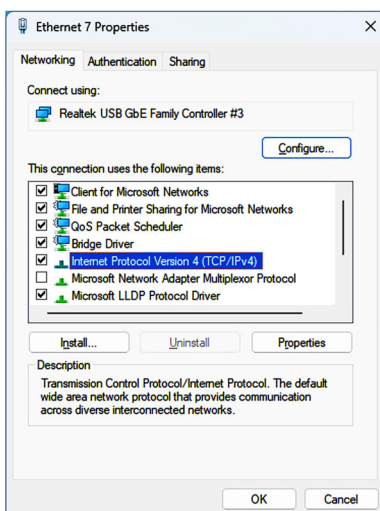 Ethernet 7 Properties
Networking Authentication Sharing
Connect using:
Realtek USB GbE Family Controller #3
Configure...
This connection uses the following items:
Client for Microsoft Networks
File and Printer Sharing for Microsoft Networks
QoS Packet Scheduler
Bridge Driver
Internet Protocol Version 4 (TCP/IPv4)
Microsoft Network Adapter Multiplexor Protocol
Microsoft LLDP Protocol Driver
Install... Uninstall Properties
Description
Transmission Control Protocol/Internet Protocol. The default
wide area network protocol that provides communication
across diverse interconnected networks.
OK Cancel